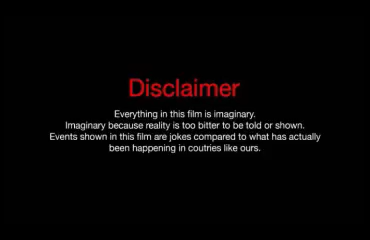 Disclaimer
Everything in this film is imaginary.
Imaginary because reality is too bitter to be told or shown.
Events shown in this film are jokes compared to what has actually
been happening in coutries like ours.